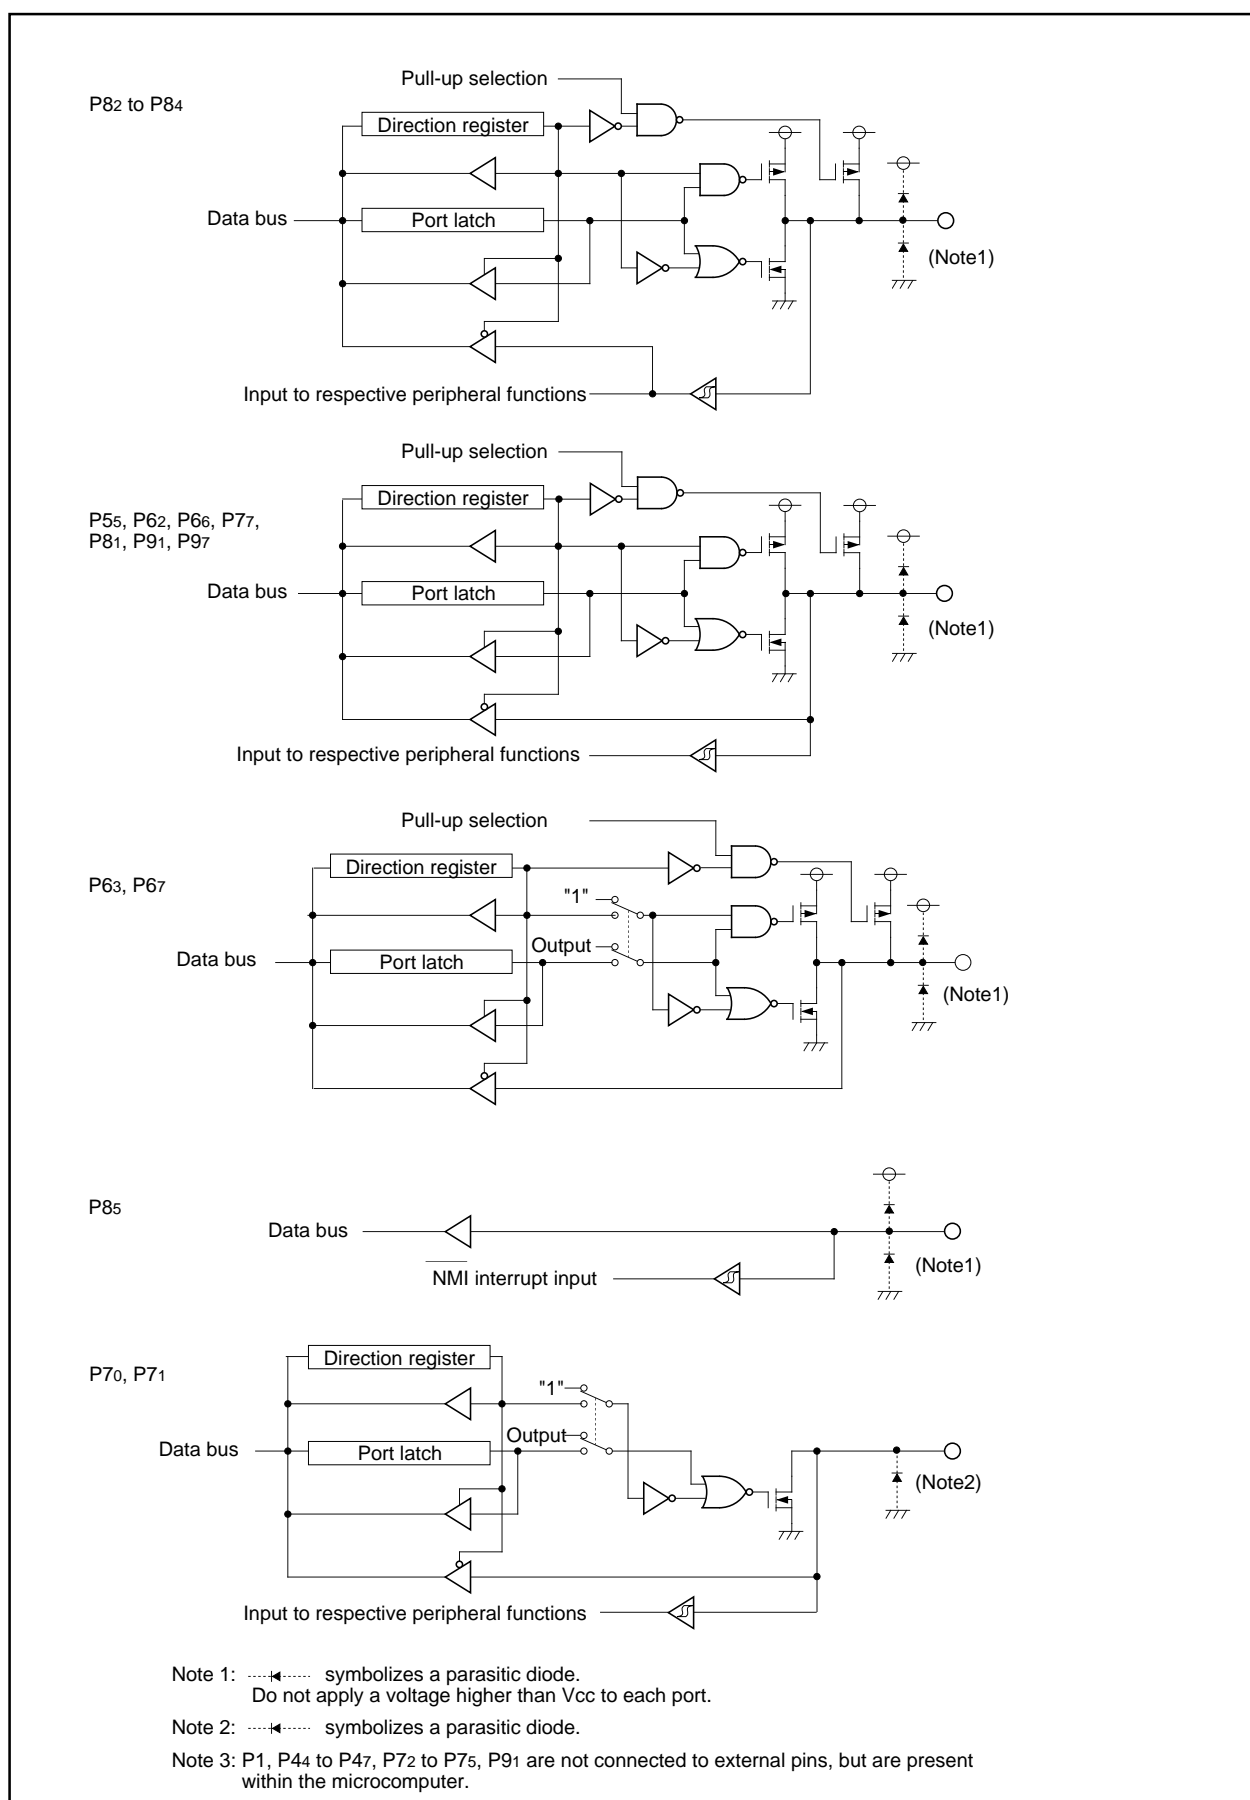 Pull-up selection
P82 to P84
Direction register
Data bus
Port latch
(Note1)
Input to respective peripheral functions
Pull-up selection
Direction register
P55, P62, P66, P77,
P81, P91, P97
Data bus
Port latch
(Note1)
Input to respective peripheral functions
Pull-up selection
Direction register
P63, P67
"1"
Output
Data bus
Port latch
(Note1)
P85
Data bus
(Note1)
NMI interrupt input
Direction register
P70, P71
"1"
Output
Data bus
Port latch
(Note2)
Input to respective peripheral functions
Note 1: symbolizes a parasitic diode.
Do not apply a voltage higher than Vcc to each port.
Note 2: symbolizes a parasitic diode.
Note 3: P1, P44 to P47, P72 to P75, P91 are not connected to external pins, but are present
within the microcomputer.